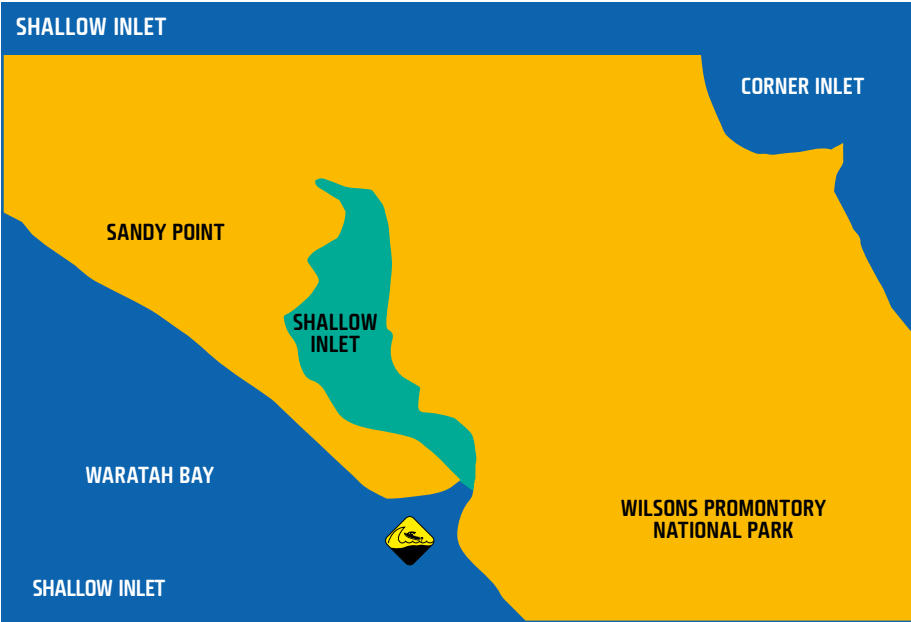 SHALLOW INLET
CORNER INLET
SANDY POINT
SHALLOW
INLET
WARATAH BAY
WILSONS PROMONTORY
NATIONAL PARK
SHALLOW INLET